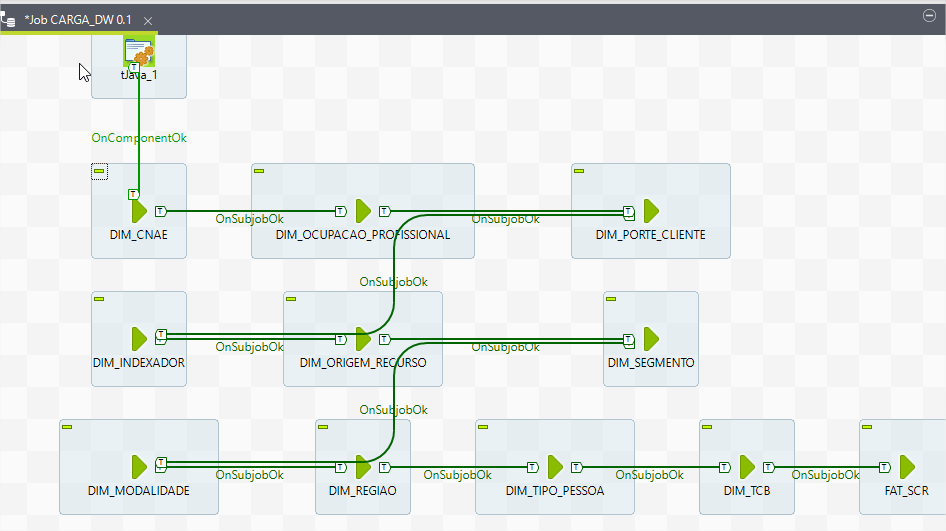 *Job CARGA_DW 0.1
tJava_1
OnComponentOk
OnSubjobOk
OnSubjobOk
DIM_CNAE
DIM_OCUPACAO_PROFISSIONAL
DIM_PORTE_CLIENTE
OnSubjobOk
OnSubjobOk
OnSubjobOk
DIM_INDEXADOR
DIM_ORIGEM_RECURSO
DIM_SEGMENTO
OnSubjobOk
OnSubjobOk
OnSubjobOk
OnSubjobOk
OnSubjobOk
DIM_MODALIDADE
DIM_REGIAO
DIM_TIPO_PESSOA
DIM_TCB
FAT_SCR